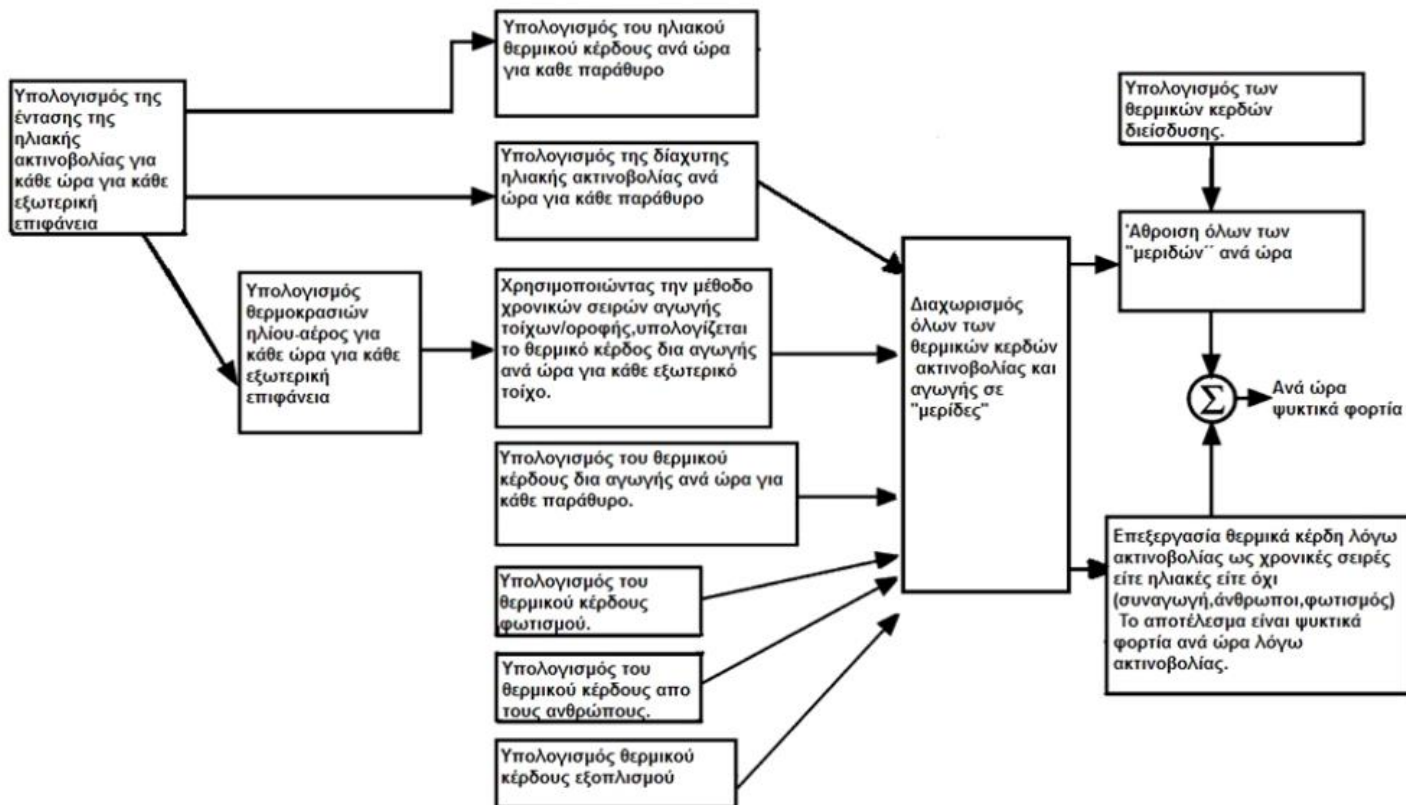 Υπολογισμός του ηλιακού
θερμικού κέρδους ανά ώρα
για καθε παράθυρο
Υπολογισμός της
έντασης της
ηλιακής
ακτινοβολίας για
κάθε ώρα για κάθε
εξωτερική
επιφάνεια
Υπολογισμός των
θερμικών κερδών
διείσδυσης.
Υπολογισμός της δίαχυτης
ηλιακής ακτινοβολίας ανά
ώρα για κάθε παράθυρο
Άθροιση όλων των
"μεριδών΄΄ ανά ώρα
Υπολογισμός
θερμοκρασιών
ηλίου-αέρος για
κάθε ώρα για κάθε
εξωτερική
επιφάνεια
Χρησιμοποιώντας την μέθοδο
χρονικών σειρών αγωγής
τοίχων/οροφής,υπολογίζεται
το θερμικό κέρδος δια αγωγής
ανά ώρα για κάθε εξωτερικό
τοίχο.
Διαχωρισμός
όλων των
θερμικών κερδών
ακτινοβολίας και
αγωγής σε
"μερίδες"
Σ
Ανά ώρα
ψυκτικά φορτία
Υπολογισμός του θερμικού
κέρδους δια αγωγής ανά ώρα για
κάθε παράθυρο.
Επεξεργασία θερμικά κέρδη λόγω
ακτινοβολίας ως χρονικές σειρές
είτε ηλιακές είτε όχι
(συναγωγή,άνθρωποι,φωτισμός)
Το αποτέλεσμα είναι ψυκτικά
φορτία ανά ώρα λόγω
ακτινοβολίας.
Υπολογισμός του
θερμικού κέρδους
φωτισμού.
Υπολογισμός του
θερμικού κέρδους απο
τους ανθρώπους.
Υπολογισμός θερμικού
κέρδους εξοπλισμού